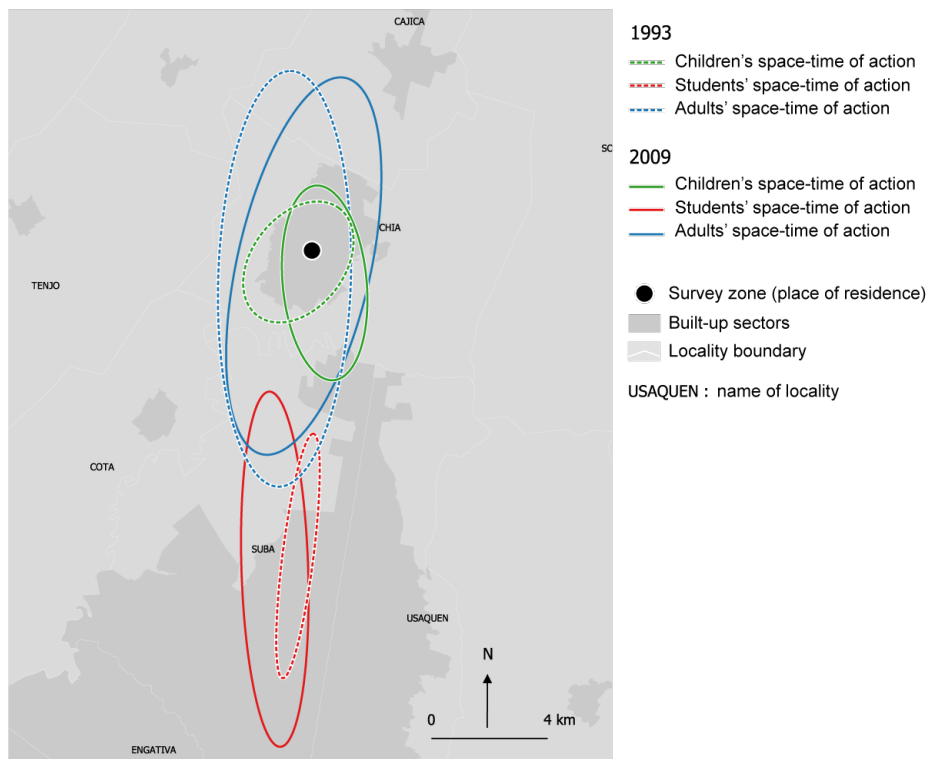 CAJICA
SC
CHIA
TENJO
COTA
SUBA
USAQUEN
ENGATIVA
N
0 4 km
1993
Children's space-time of action
Students' space-time of action
Adults' space-time of action
2009
Children's space-time of action
Students' space-time of action
Adults' space-time of action
Survey zone (place of residence)
Built-up sectors
Locality boundary
USAQUEN : name of locality